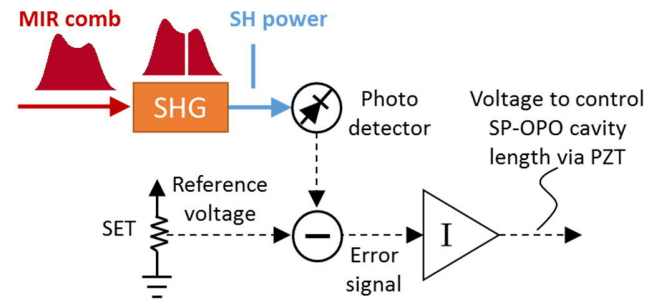 MIR comb
SH power
SHG
Photo
detector
Voltage to control
SP-OPO cavity
length via PZT
Reference
voltage
SET
−
Error
signal
I